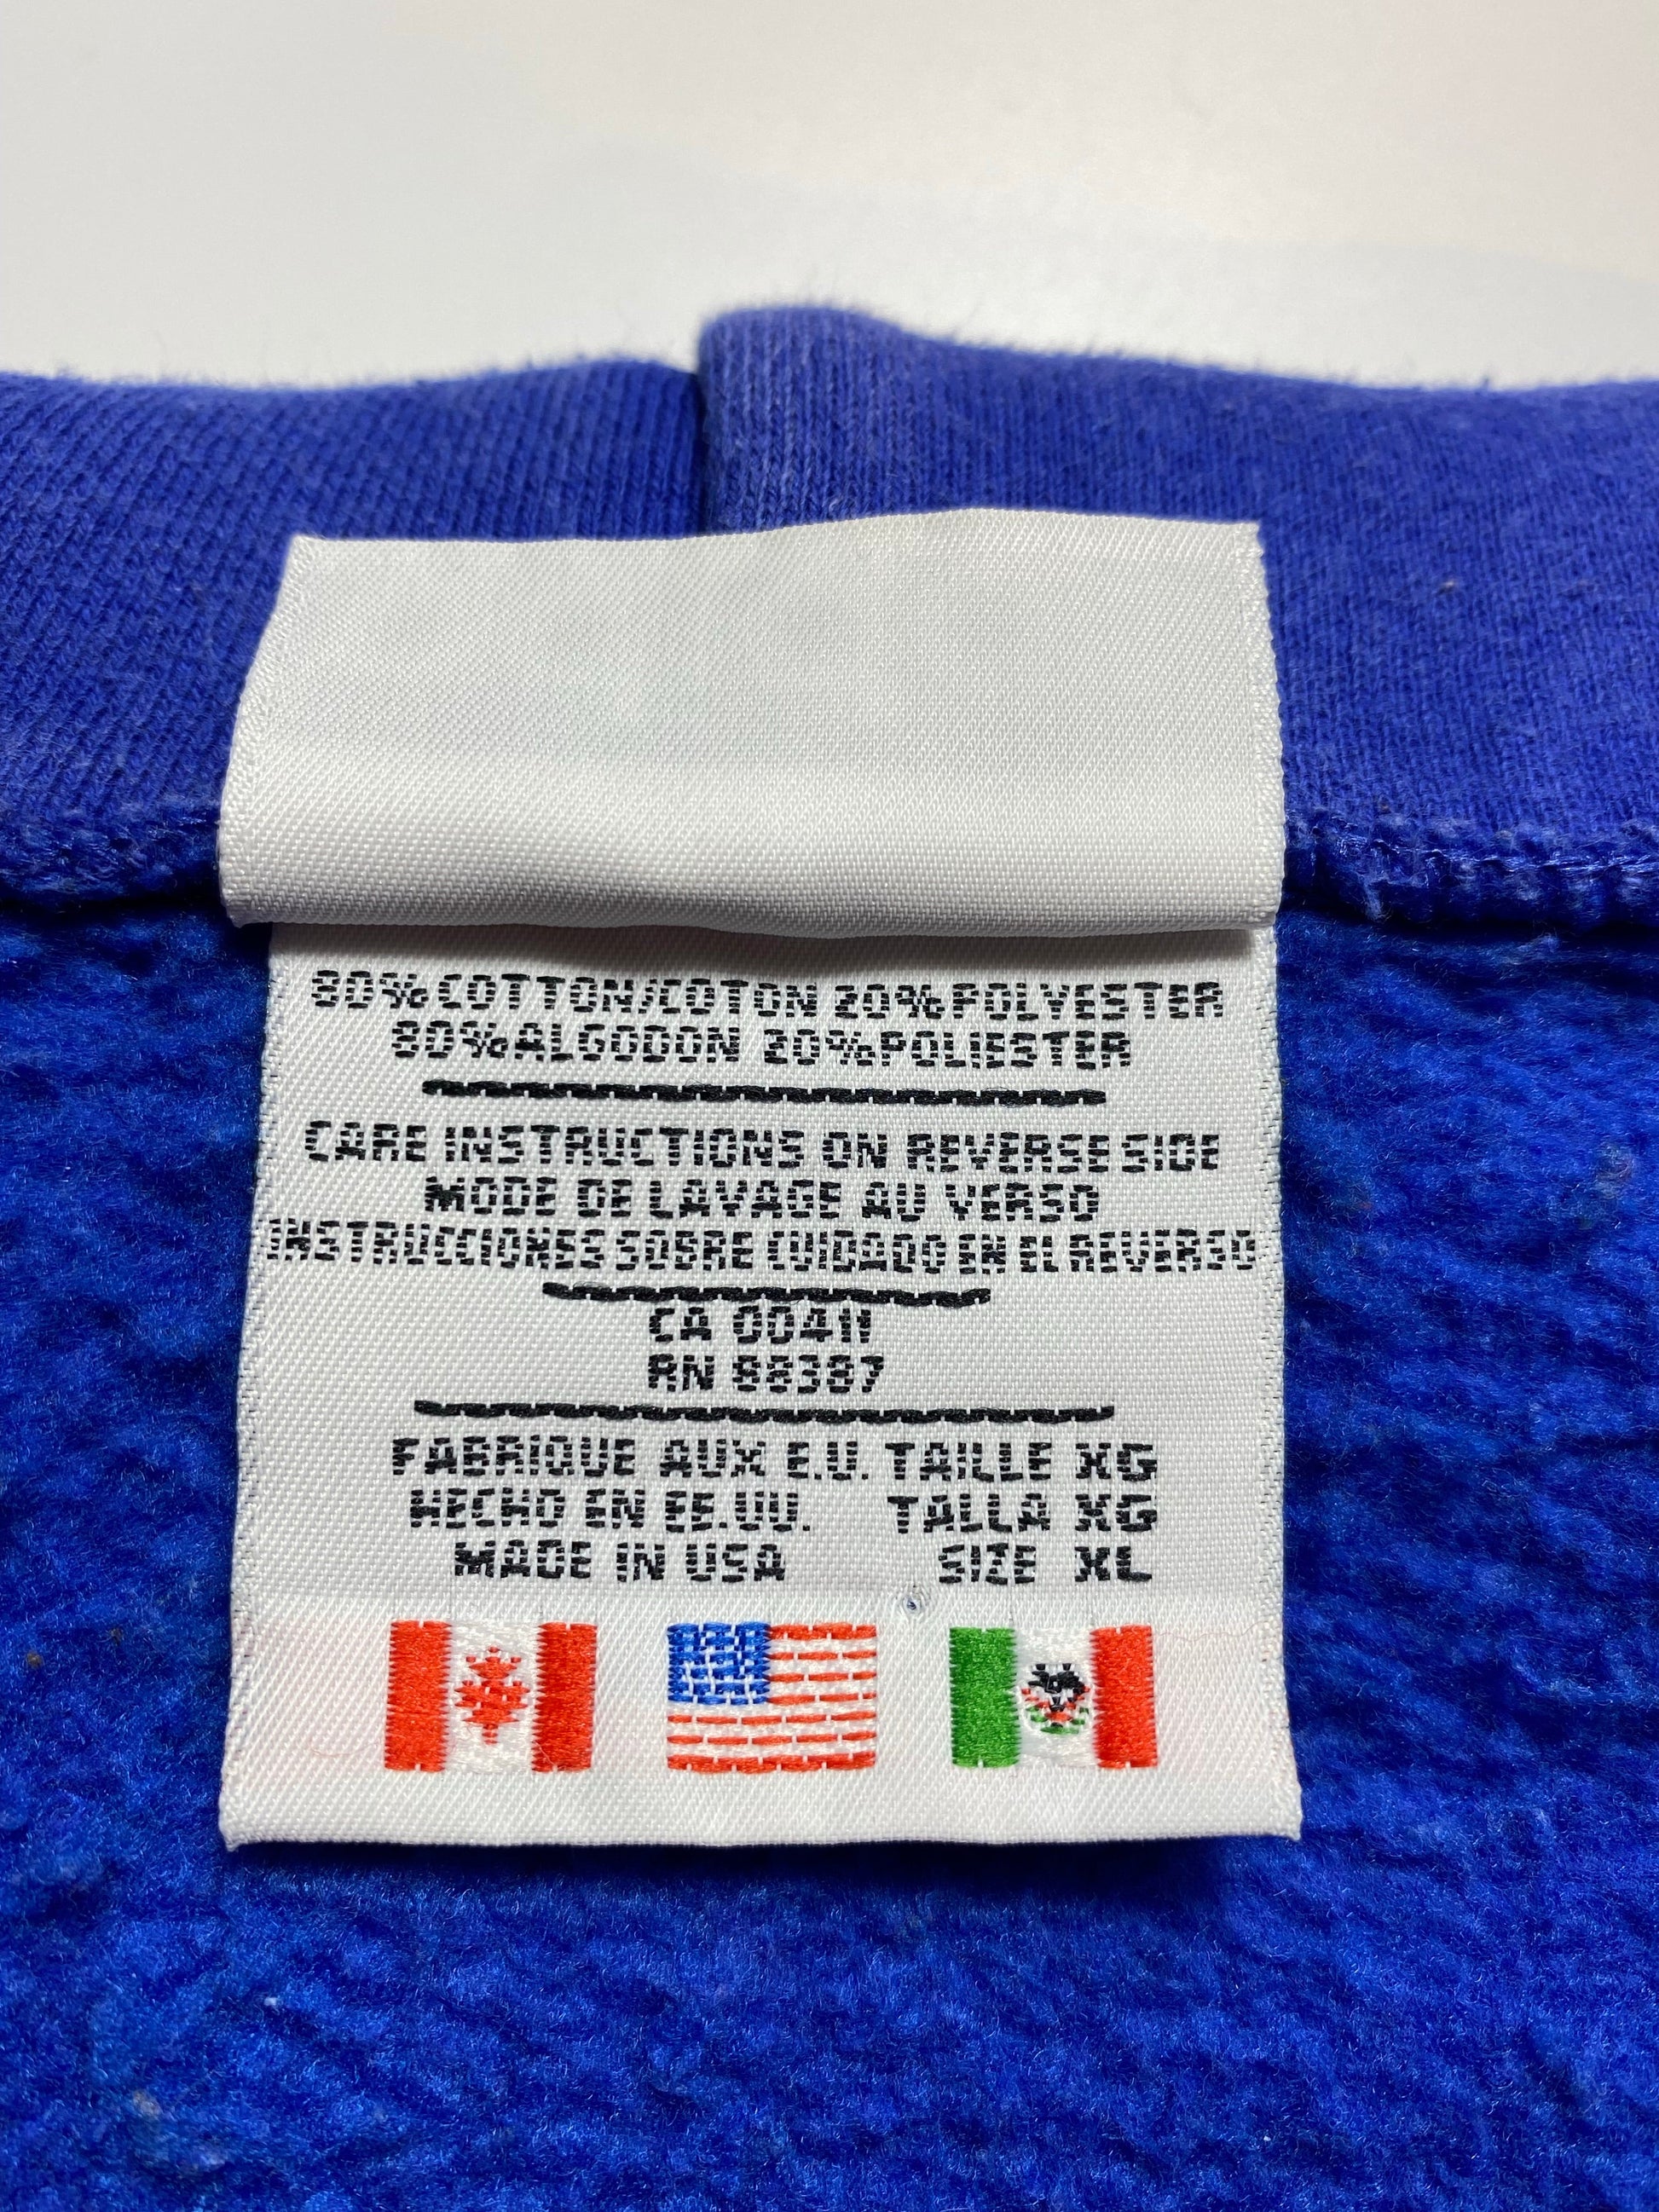 80% COTTON/COTON 20% POLYESTER
80% ALGODON 20% POLIESTER
CARE INSTRUCTIONS ON REVERSE SIDE
MODE DE LAVAGE AU VERSO
INSTRUCCIONES SOBRE CUIDADO EN EL REVERSO
CA 00411
RN 88387
FABRIQUE AUX E.U. TAILLE XG
HECHO EN EE.UU. TALLA XG
MADE IN USA SIZE XL